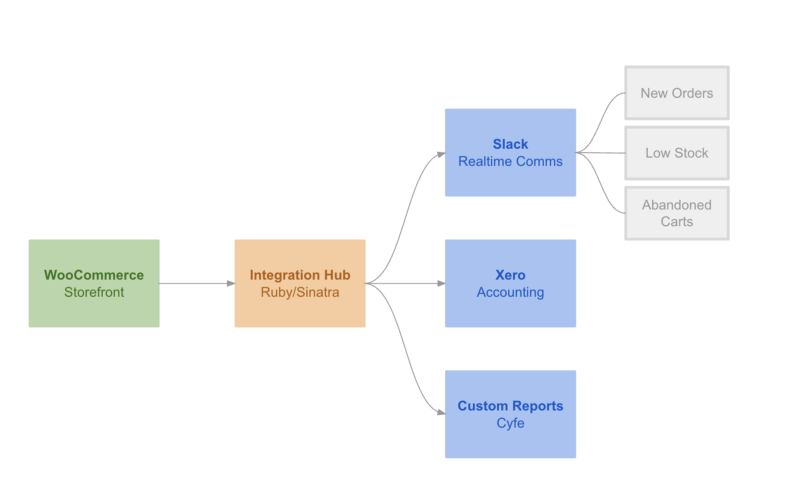 WooCommerce
Storefront
Integration Hub
Ruby/Sinatra
Slack
Realtime Comms
Xero
Accounting
Custom Reports
Cyfe
New Orders
Low Stock
Abandoned
Carts